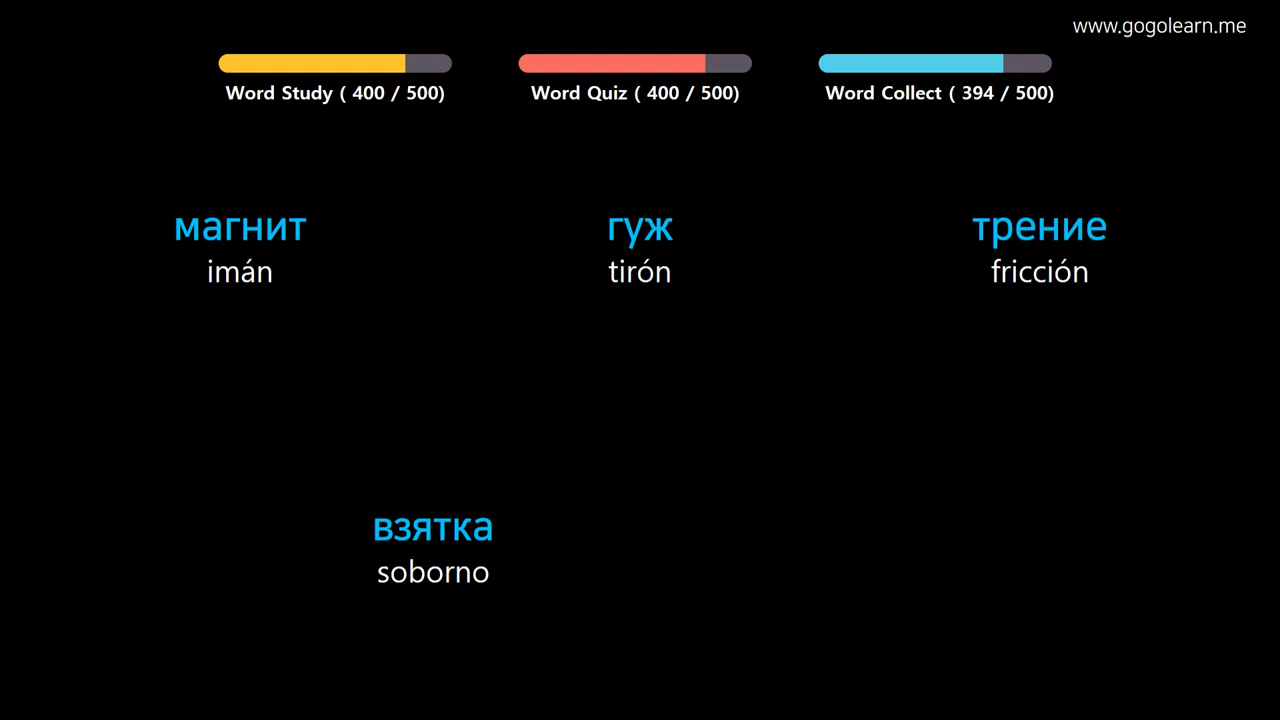 www.gogolearn.me
Word Study ( 400 / 500)
Word Quiz ( 400 / 500)
Word Collect ( 394 / 500)
магнит
imán
гуж
tirón
трение
fricción
взятка
soborno